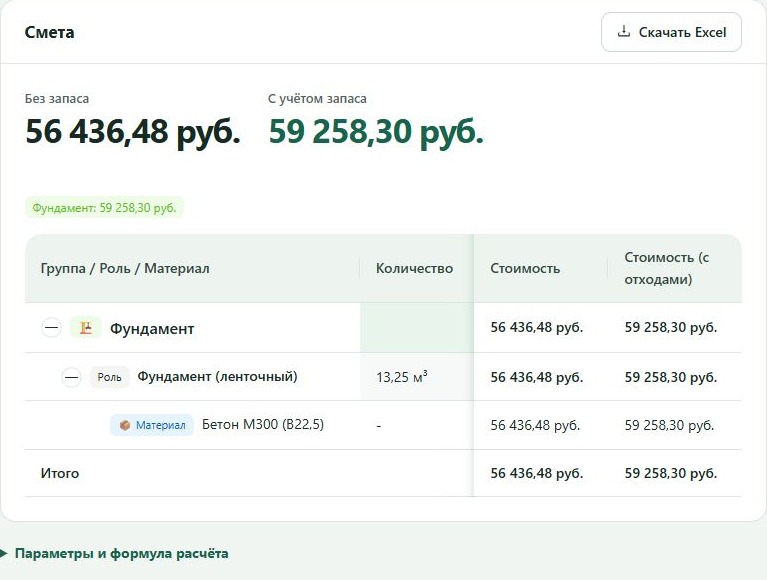 Смета
Скачать Excel
Без запаса
С учётом запаса
56 436,48 руб.
59 258,30 руб.
Фундамент: 59 258,30 руб.
Группа / Роль / Материал
Количество
Стоимость
Стоимость (с
отходами)
Фундамент
56 436,48 руб.
59 258,30 руб.
Роль
Фундамент (ленточный)
13,25 м³
56 436,48 руб.
59 258,30 руб.
Материал
Бетон М300 (B22,5)
-
56 436,48 руб.
59 258,30 руб.
Итого
56 436,48 руб.
59 258,30 руб.
Параметры и формула расчёта